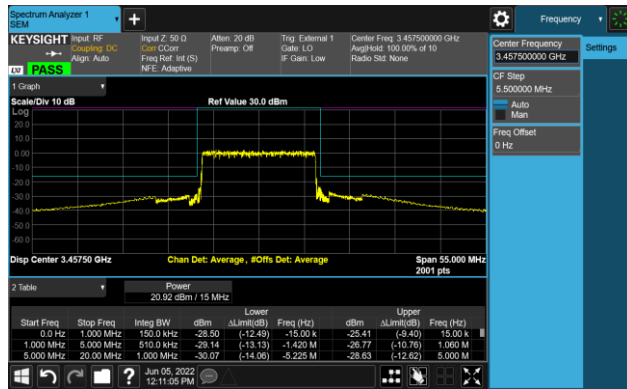 Spectrum Analyzer 1
SEM
+
Frequency
KEYSIGHT
Input: RF
Coupling: DC
Align: Auto
Input Z: 50 Ω
Corr CCorr
Freq Ref: Int (S)
NFE: Adaptive
Atten: 20 dB
Preamp: Off
Trig: External 1
Gate: LO
IF Gain: Low
Center Freq: 3.457500000 GHz
Avg|Hold: 100.00% of 10
Radio Std: None
LXI
PASS
Center Frequency
3.457500000 GHz
Settings
CF Step
5.500000 MHz
Auto
Man
Freq Offset
0 Hz
1 Graph
Scale/Div 10 dB
Ref Value 30.0 dBm
Log
20.0
10.0
0.00
-10.0
-20.0
-30.0
-40.0
-50.0
-60.0
Disp Center 3.45750 GHz
Chan Det: Average , #Offs Det: Average
Span 55.000 MHz
2001 pts
2 Table
Power
20.92 dBm / 15 MHz
Lower Upper
Start Freq Stop Freq Integ BW dBm ΔLimit(dB) Freq (Hz) dBm ΔLimit(dB) Freq (Hz)
0.0 Hz 1.000 MHz 150.0 kHz -28.50 (-12.49) -15.00 k -25.41 (-9.40) 15.00 k
1.000 MHz 5.000 MHz 510.0 kHz -29.14 (-13.13) -1.420 M -26.77 (-10.76) 1.060 M
5.000 MHz 20.00 MHz 1.000 MHz -30.07 (-14.06) -5.225 M -28.63 (-12.62) 5.000 M
?
Jun 05, 2022
12:11:05 PM